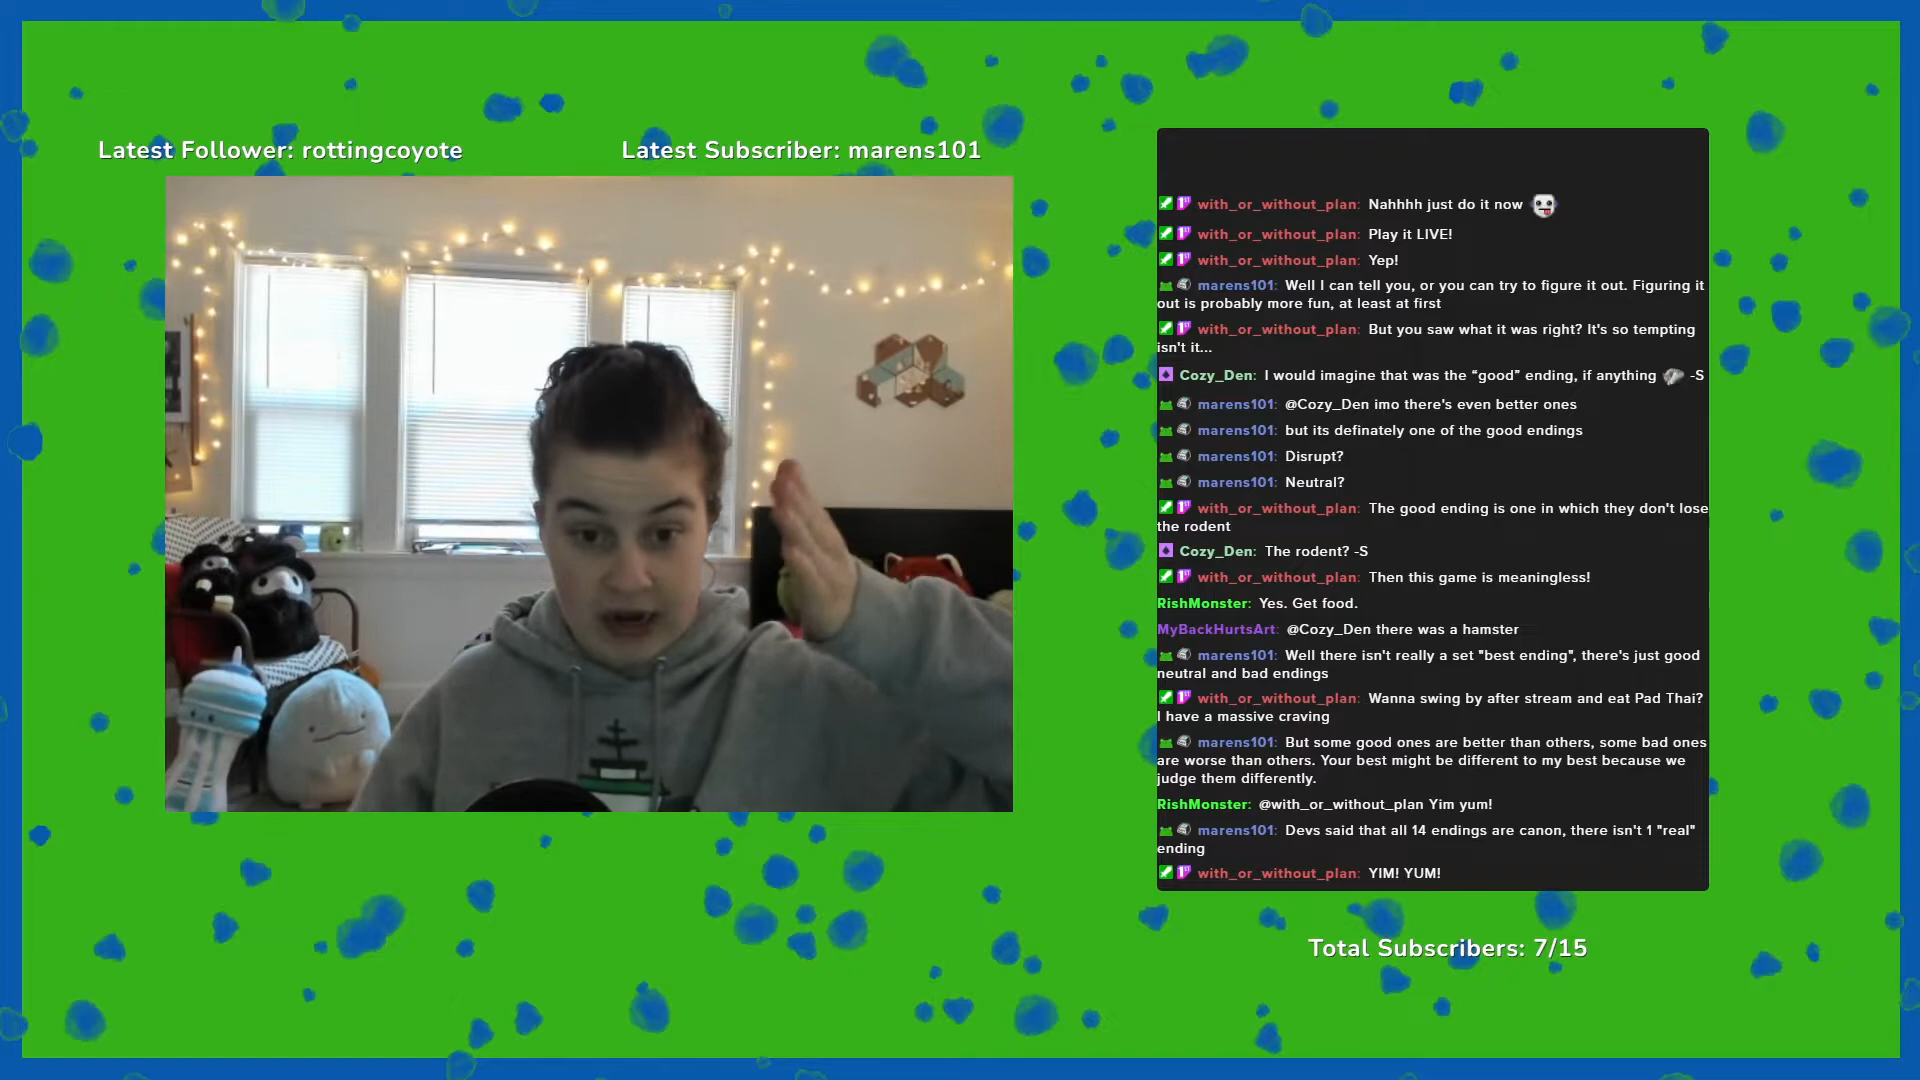 Latest Follower: rottingcoyote
Latest Subscriber: marens101
with_or_without_plan: Nahhhh just do it now
with_or_without_plan: Play it LIVE!
with_or_without_plan: Yep!
marens101: Well I can tell you, or you can try to figure it out. Figuring it
out is probably more fun, at least at first
with_or_without_plan: But you saw what it was right? It's so tempting
isn't it...
Cozy_Den: I would imagine that was the “good” ending, if anything -S
marens101: @Cozy_Den imo there's even better ones
marens101: but its definately one of the good endings
marens101: Disrupt?
marens101: Neutral?
with_or_without_plan: The good ending is one in which they don't lose
the rodent
Cozy_Den: The rodent? -S
with_or_without_plan: Then this game is meaningless!
RishMonster: Yes. Get food.
MyBackHurtsArt: @Cozy_Den there was a hamster
marens101: Well there isn't really a set "best ending", there's just good
neutral and bad endings
with_or_without_plan: Wanna swing by after stream and eat Pad Thai?
I have a massive craving
marens101: But some good ones are better than others, some bad ones
are worse than others. Your best might be different to my best because we
judge them differently.
RishMonster: @with_or_without_plan Yim yum!
marens101: Devs said that all 14 endings are canon, there isn't 1 "real"
ending
with_or_without_plan: YIM! YUM!
Total Subscribers: 7/15